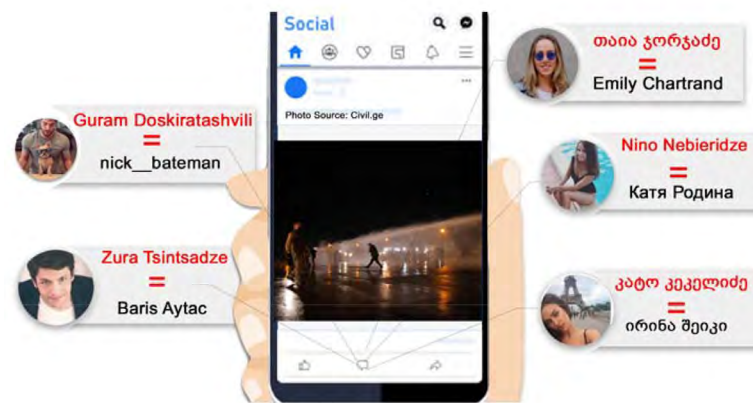 Social
Photo Source: Civil.ge
Guram Doskiratashvili
=
nick__bateman
Zura Tsintsadze
=
Baris Aytac
თაია ჯორჯაძე
=
Emily Chartrand
Nino Nebieridze
=
Катя Родина
კატო კეკელიძე
=
ირინა შეიკი